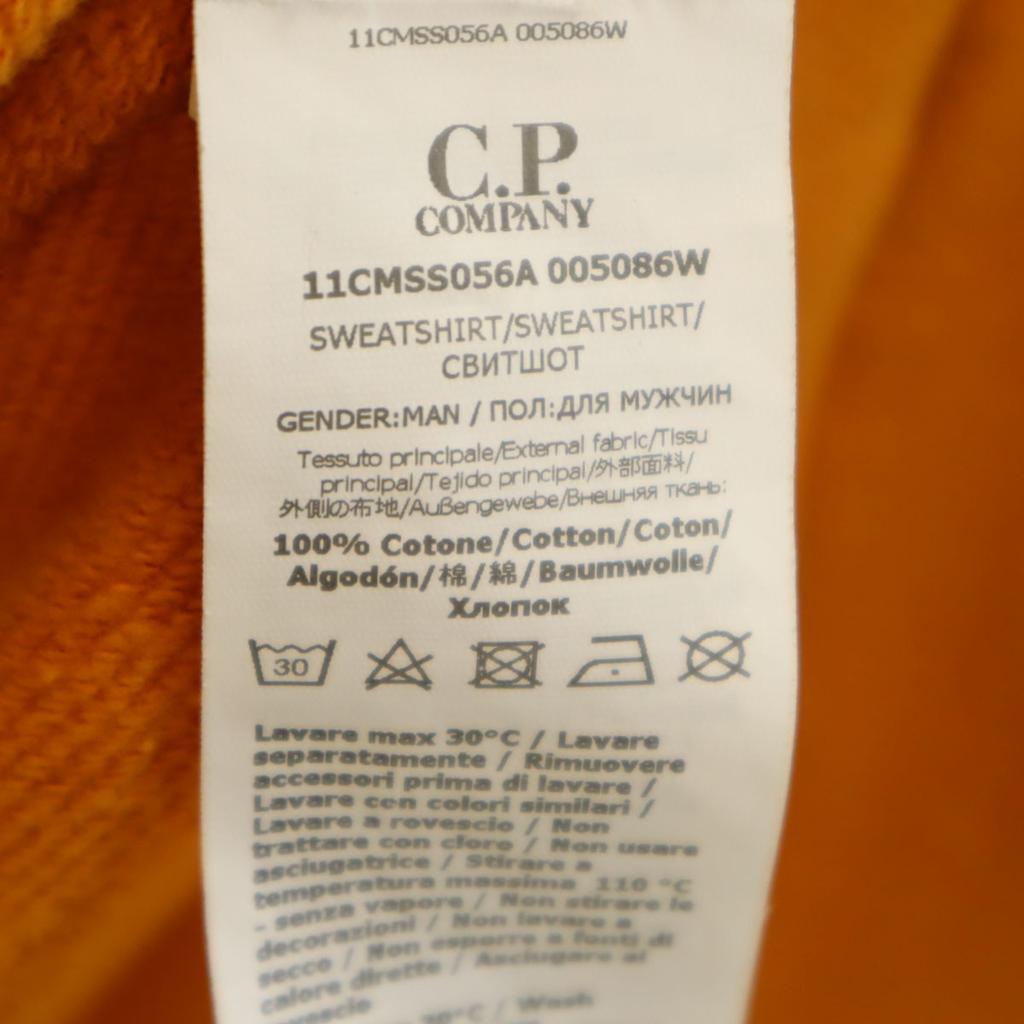 11CMSS056A 005086W
C.P.
COMPANY
11CMSS056A 005086W
SWEATSHIRT/SWEATSHIRT/
СВИТШОТ
GENDER:MAN / ПОЛ:ДЛЯ МУЖЧИН
Tessuto principale/External fabric/Tissu
principal/Tejido principal/外部面料/
外側の布地/Außengewebe/Внешняя ткань:
100% Cotone/Cotton/Coton/
Algodón/棉/綿/Baumwolle/
Хлопок
30
Lavare max 30°C / Lavare
separatamente / Rimuovere
accessori prima di lavare /
Lavare con colori similari /
Lavare a rovescio / Non
trattare con cloro / Non usare
asciugatrice / Stirare a
temperatura massima 110 °C
- senza vapore / Non stirare le
decorazioni / Non lavare a
secco / Non esporre a fonti di
calore dirette / Asciugare al
rovescio
30°C / Wash